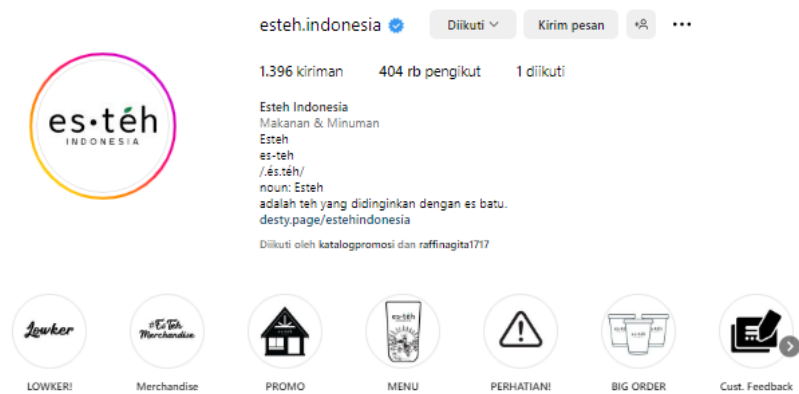 esteh.indonesia
Diikuti
Kirim pesan
1.396 kiriman
404 rb pengikut
1 diikuti
es•téh
INDONESIA
Esteh Indonesia
Makanan & Minuman
Esteh
es-teh
/.és.téh/
noun: Esteh
adalah teh yang didinginkan dengan es batu.
desty.page/estehindonesia
Diikuti oleh katalogpromosi dan raffinagita1717
Lowker
#EsTeh
Merchandise
es•téh
LOWKER!
Merchandise
PROMO
MENU
PERHATIAN!
BIG ORDER
Cust. Feedback